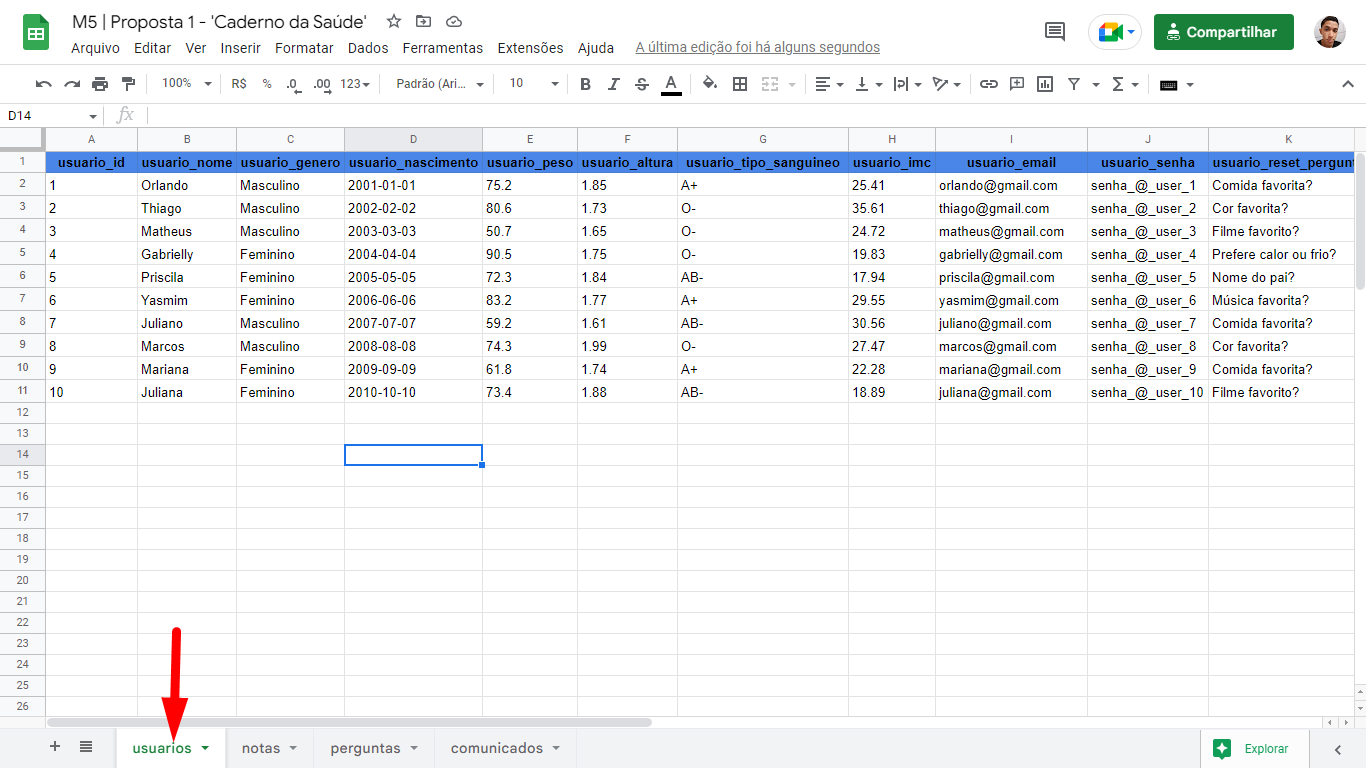 M5 | Proposta 1 - 'Caderno da Saúde'
Arquivo Editar Ver Inserir Formatar Dados Ferramentas Extensões Ajuda A última edição foi há alguns segundos
Compartilhar
100% R$ % .0 .00 123 Padrão (Ari... 10 B I S A
D14 fx
A B C D E F G H I J K
1 usuario_id usuario_nome usuario_genero usuario_nascimento usuario_peso usuario_altura usuario_tipo_sanguineo usuario_imc usuario_email usuario_senha usuario_reset_pergunt
2 1 Orlando Masculino 2001-01-01 75.2 1.85 A+ 25.41 orlando@gmail.com senha_@_user_1 Comida favorita?
3 2 Thiago Masculino 2002-02-02 80.6 1.73 O- 35.61 thiago@gmail.com senha_@_user_2 Cor favorita?
4 3 Matheus Masculino 2003-03-03 50.7 1.65 O- 24.72 matheus@gmail.com senha_@_user_3 Filme favorito?
5 4 Gabrielly Feminino 2004-04-04 90.5 1.75 O- 19.83 gabrielly@gmail.com senha_@_user_4 Prefere calor ou frio?
6 5 Priscila Feminino 2005-05-05 72.3 1.84 AB- 17.94 priscila@gmail.com senha_@_user_5 Nome do pai?
7 6 Yasmim Feminino 2006-06-06 83.2 1.77 A+ 29.55 yasmim@gmail.com senha_@_user_6 Música favorita?
8 7 Juliano Masculino 2007-07-07 59.2 1.61 AB- 30.56 juliano@gmail.com senha_@_user_7 Comida favorita?
9 8 Marcos Masculino 2008-08-08 74.3 1.99 O- 27.47 marcos@gmail.com senha_@_user_8 Cor favorita?
10 9 Mariana Feminino 2009-09-09 61.8 1.74 A+ 22.28 mariana@gmail.com senha_@_user_9 Comida favorita?
11 10 Juliana Feminino 2010-10-10 73.4 1.88 AB- 18.89 juliana@gmail.com senha_@_user_10 Filme favorito?
12
13
14
15
16
17
18
19
20
21
22
23
24
25
26
usuarios notas perguntas comunicados Explorar